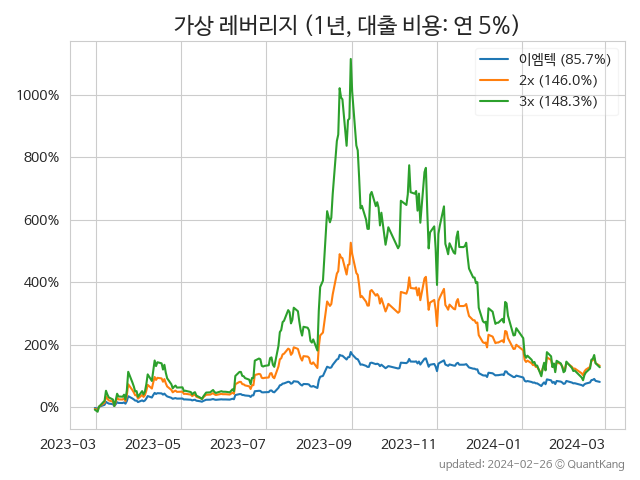 가상 레버리지 (1년, 대출 비용: 연 5%)
이엠텍 (85.7%)
2x (146.0%)
3x (148.3%)
1000%
800%
600%
400%
200%
0%
2023-03 2023-05 2023-07 2023-09 2023-11 2024-01 2024-03
updated: 2024-02-26 © QuantKang